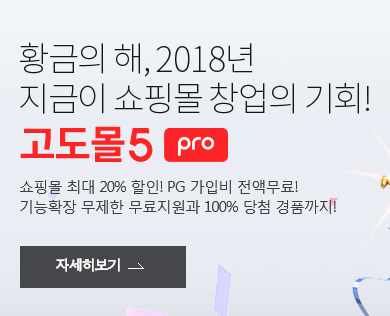 황금의 해, 2018년
지금이 쇼핑몰 창업의 기회!
고도몰5 pro
쇼핑몰 최대 20% 할인! PG 가입비 전액무료!
기능확장 무제한 무료지원과 100% 당첨 경품까지!
자세히보기